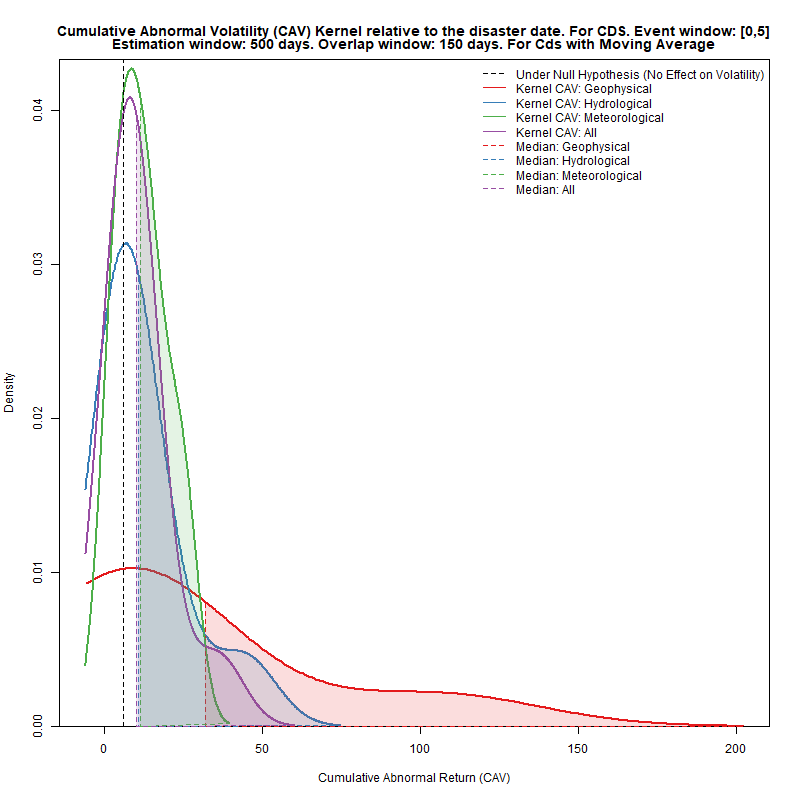 Cumulative Abnormal Volatility (CAV) Kernel relative to the disaster date. For CDS. Event window: [0,5]
Estimation window: 500 days. Overlap window: 150 days. For Cds with Moving Average
Under Null Hypothesis (No Effect on Volatility)
Kernel CAV: Geophysical
Kernel CAV: Hydrological
Kernel CAV: Meteorological
Kernel CAV: All
Median: Geophysical
Median: Hydrological
Median: Meteorological
Median: All
0.04
0.03
0.02
0.01
0.00
Density
0 50 100 150 200
Cumulative Abnormal Return (CAV)